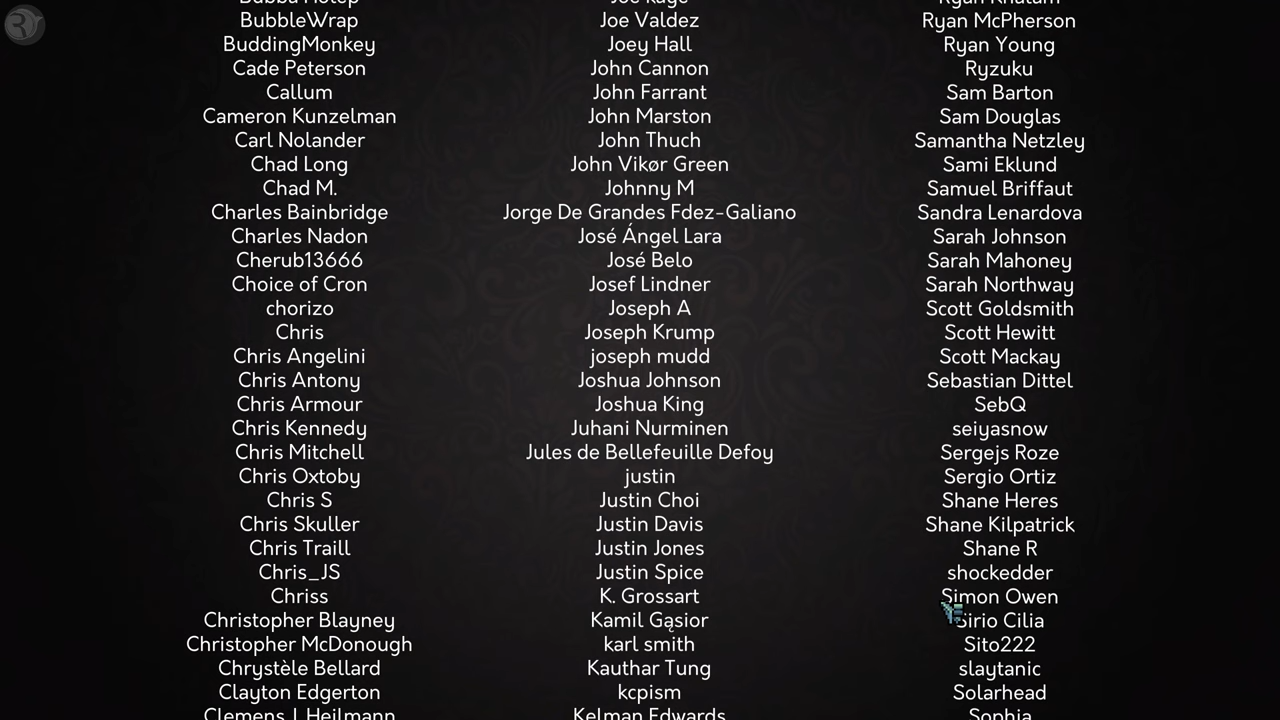 BubbleWrap
BuddingMonkey
Cade Peterson
Callum
Cameron Kunzelman
Carl Nolander
Chad Long
Chad M.
Charles Bainbridge
Charles Nadon
Cherub13666
Choice of Cron
chorizo
Chris
Chris Angelini
Chris Antony
Chris Armour
Chris Kennedy
Chris Mitchell
Chris Oxtoby
Chris S
Chris Skuller
Chris Traill
Chris_JS
Chriss
Christopher Blayney
Christopher McDonough
Chrystèle Bellard
Clayton Edgerton
Clemens J. Heilmann
Joe Valdez
Joey Hall
John Cannon
John Farrant
John Marston
John Thuch
John Vikør Green
Johnny M
Jorge De Grandes Fdez-Galiano
José Ángel Lara
José Belo
Josef Lindner
Joseph A
Joseph Krump
joseph mudd
Joshua Johnson
Joshua King
Juhani Nurminen
Jules de Bellefeuille Defoy
justin
Justin Choi
Justin Davis
Justin Jones
Justin Spice
K. Grossart
Kamil Gąsior
karl smith
Kauthar Tung
kcpism
Kelman Edwards
Ryan McPherson
Ryan Young
Ryzuku
Sam Barton
Sam Douglas
Samantha Netzley
Sami Eklund
Samuel Briffaut
Sandra Lenardova
Sarah Johnson
Sarah Mahoney
Sarah Northway
Scott Goldsmith
Scott Hewitt
Scott Mackay
Sebastian Dittel
SebQ
seiyasnow
Sergejs Roze
Sergio Ortiz
Shane Heres
Shane Kilpatrick
Shane R
shockedder
Simon Owen
Sirio Cilia
Sito222
slaytanic
Solarhead
Sophia